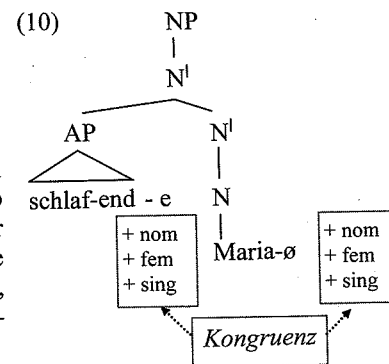 (10) NP
N|
AP N|
schlaf-end - e N
+ nom
+ fem
+ sing
Maria-ø
+ nom
+ fem
+ sing
Kongruenz